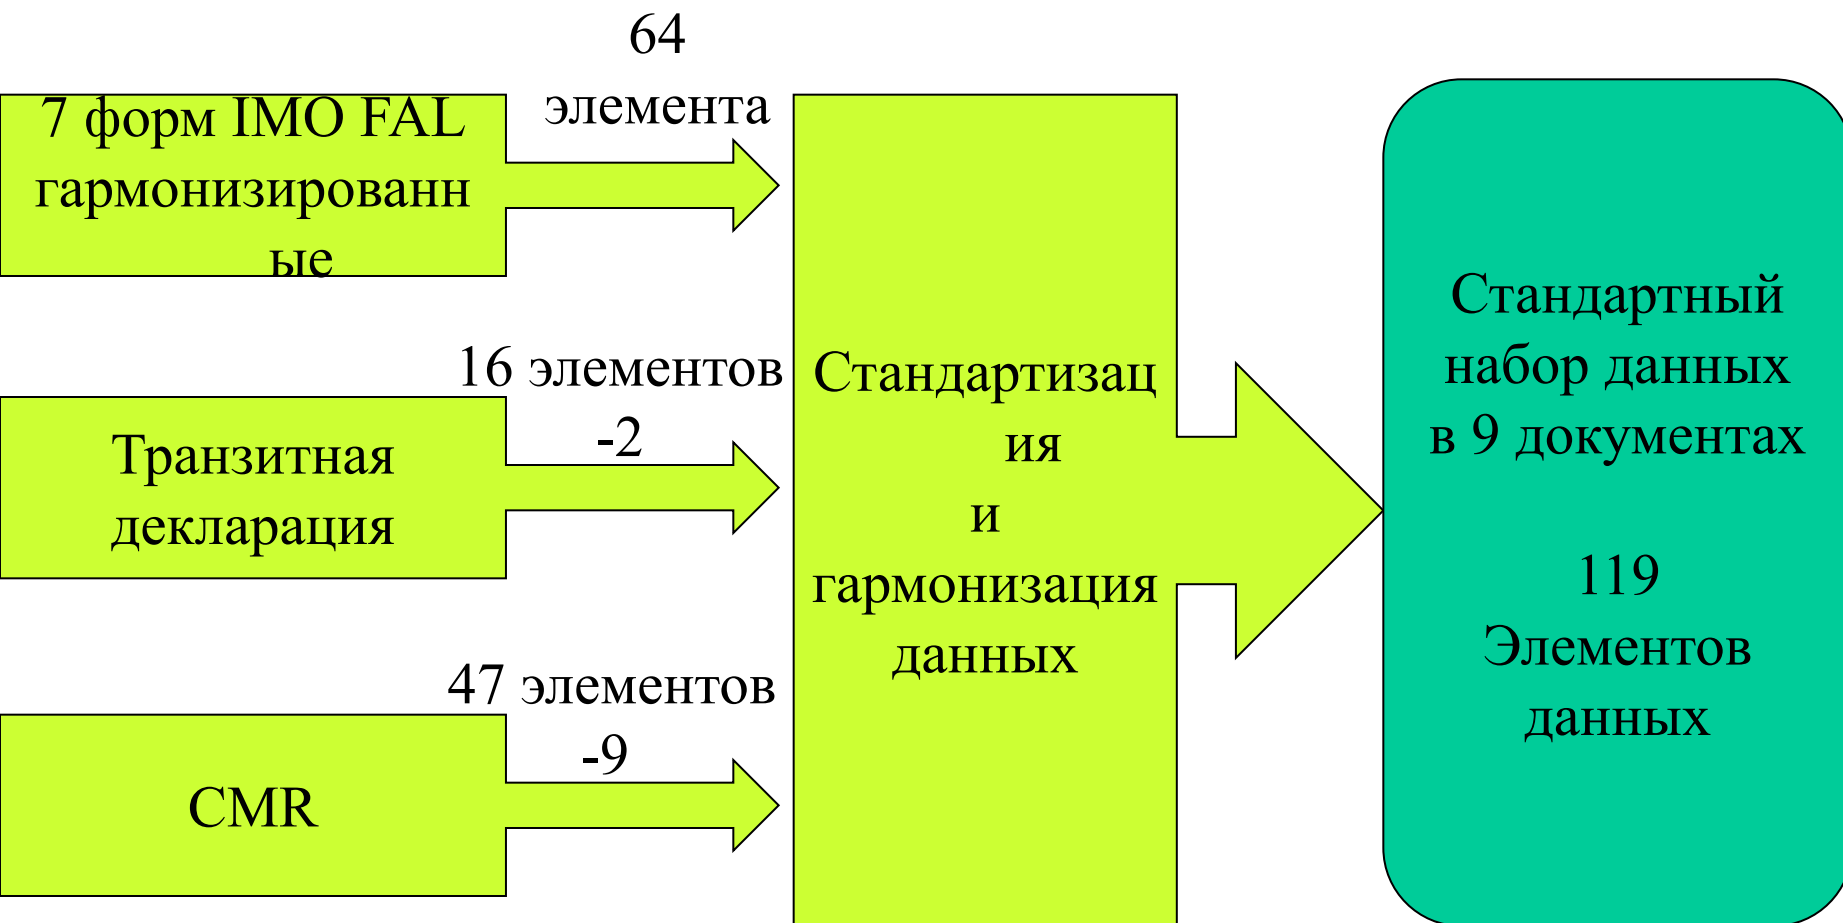 64
элемента
7 форм IMO FAL
гармонизированн
ые
16 элементов
-2
Транзитная
декларация
47 элементов
-9
CMR
Стандартизац
ия
и
гармонизация
данных
Стандартный
набор данных
в 9 документах
119
Элементов
данных